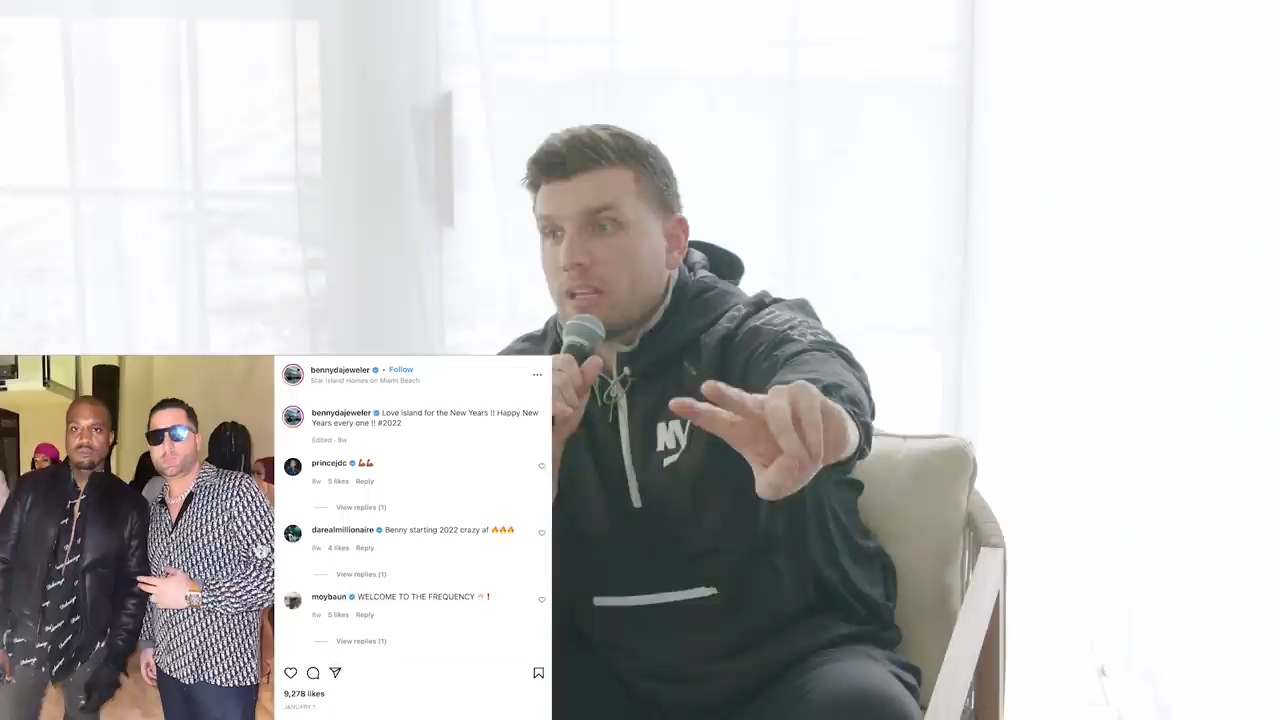 bennydajeweler • Follow
Star Island Homes on Miami Beach
bennydajeweler Love island for the New Years !! Happy New
Years every one !! #2022
Edited · 8w
princejdc 💪🏾💪🏾
8w 5 likes Reply
View replies (1)
darealmillionaire Benny starting 2022 crazy af 🔥🔥🔥
8w 4 likes Reply
View replies (1)
moybaun WELCOME TO THE FREQUENCY
8w 5 likes Reply
View replies (1)
9,278 likes
JANUARY 1
NY